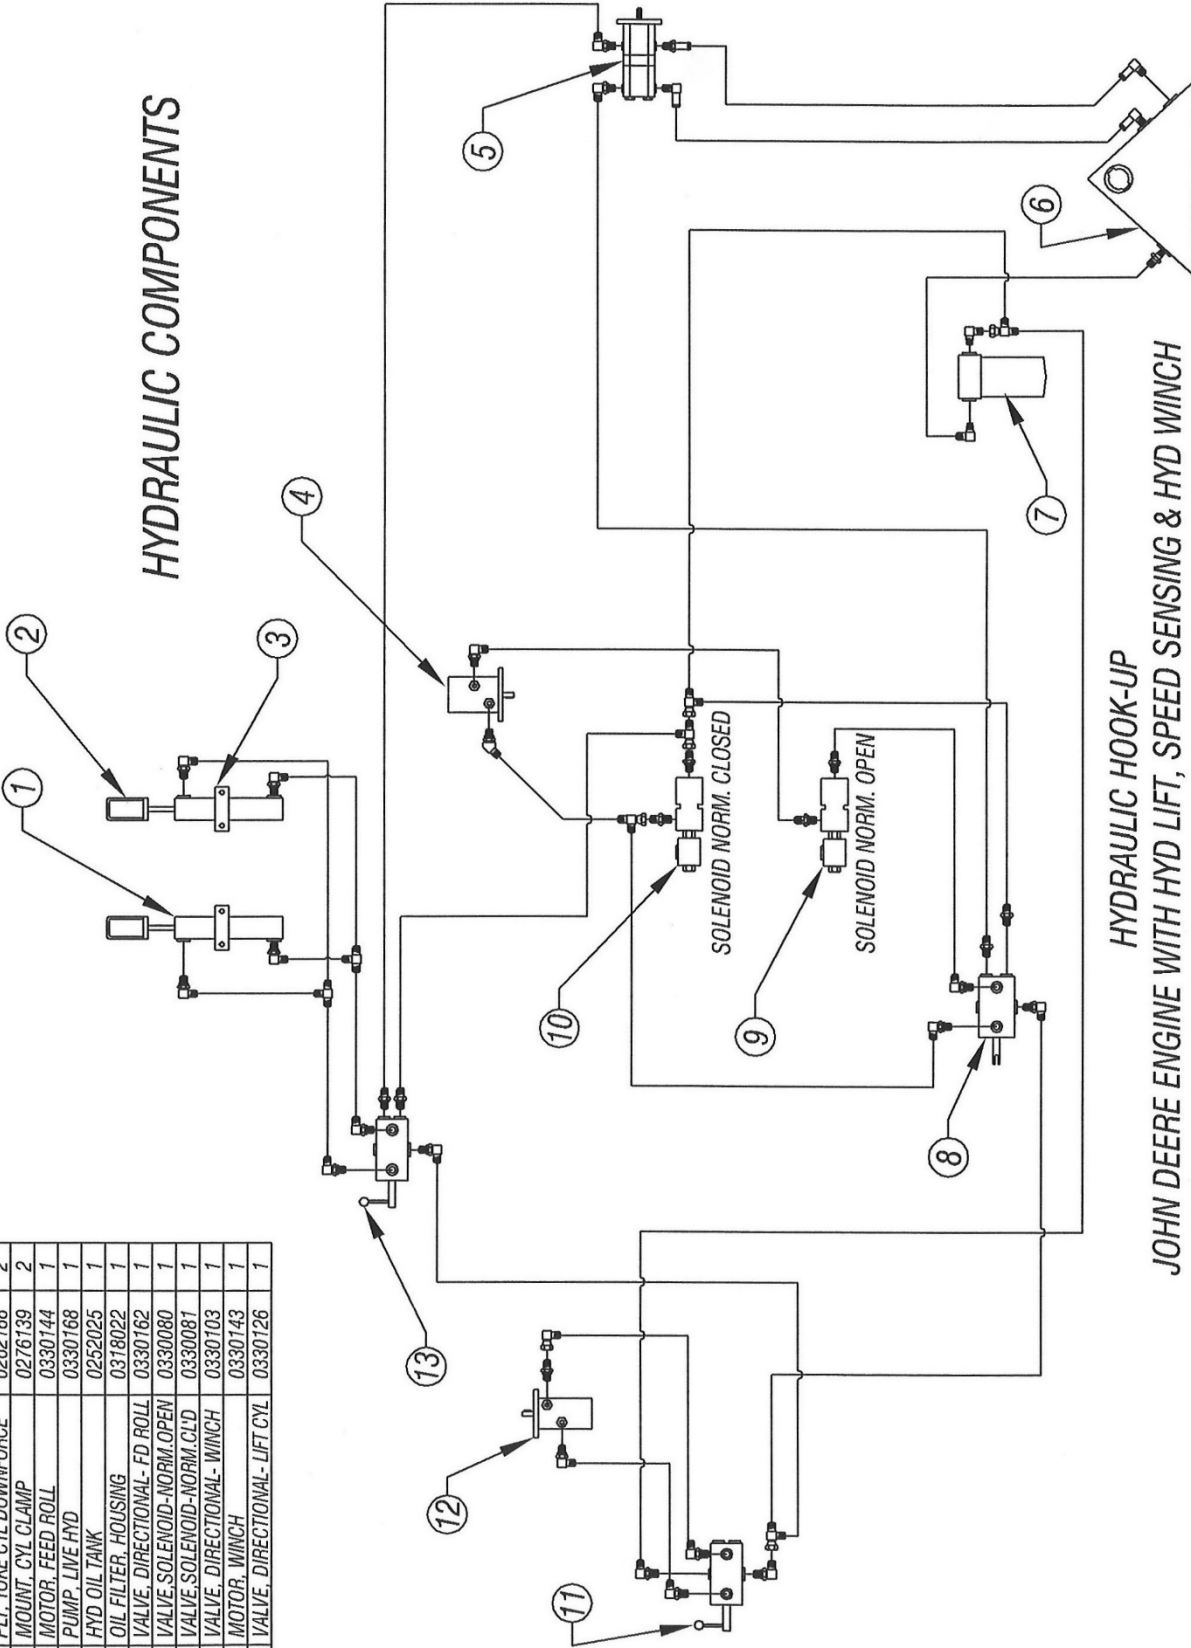 HYDRAULIC COMPONENTS
MOUNT, CYL CLAMP 0276139 2
MOTOR, FEED ROLL 0330144 1
PUMP, LIVE HYD 0330168 1
HYD OIL TANK 0252025 1
OIL FILTER, HOUSING 0318022 1
VALVE, DIRECTIONAL- FD ROLL 0330162 1
VALVE,SOLENOID-NORM.OPEN 0330080 1
VALVE,SOLENOID-NORM.CL'D 0330081 1
VALVE, DIRECTIONAL- WINCH 0330103 1
MOTOR, WINCH 0330143 1
VALVE, DIRECTIONAL- LIFT CYL 0330126 1
1
2
3
4
5
6
7
8
9
10
11
12
13
SOLENOID NORM. CLOSED
SOLENOID NORM. OPEN
HYDRAULIC HOOK-UP
JOHN DEERE ENGINE WITH HYD LIFT, SPEED SENSING & HYD WINCH